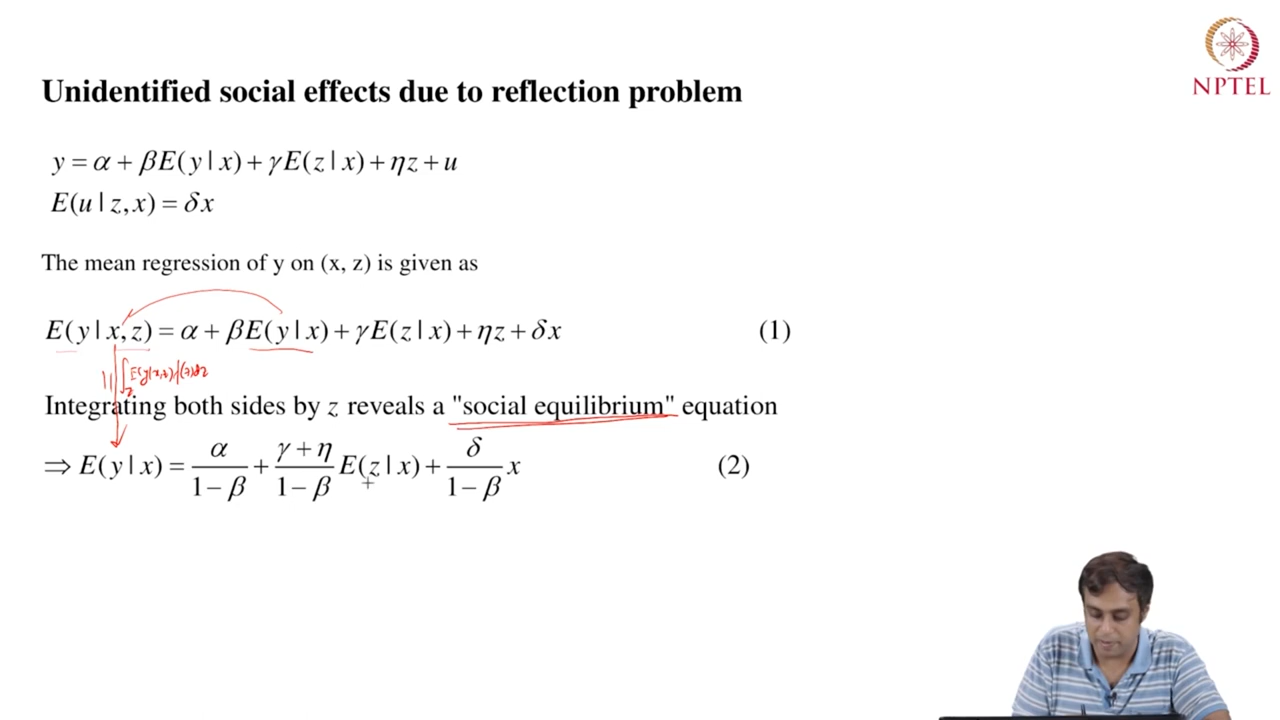 NPTEL
Unidentified social effects due to reflection problem
y = α + βE(y | x) + γE(z | x) + ηz + u
E(u | z, x) = δx
The mean regression of y on (x, z) is given as
E(y | x, z) = α + βE(y | x) + γE(z | x) + ηz + δx (1)
Integrating both sides by z reveals a "social equilibrium" equation
⇒ E(y | x) = α/(1 − β) + (γ + η)/(1 − β) E(z | x) + δ/(1 − β) x (2)